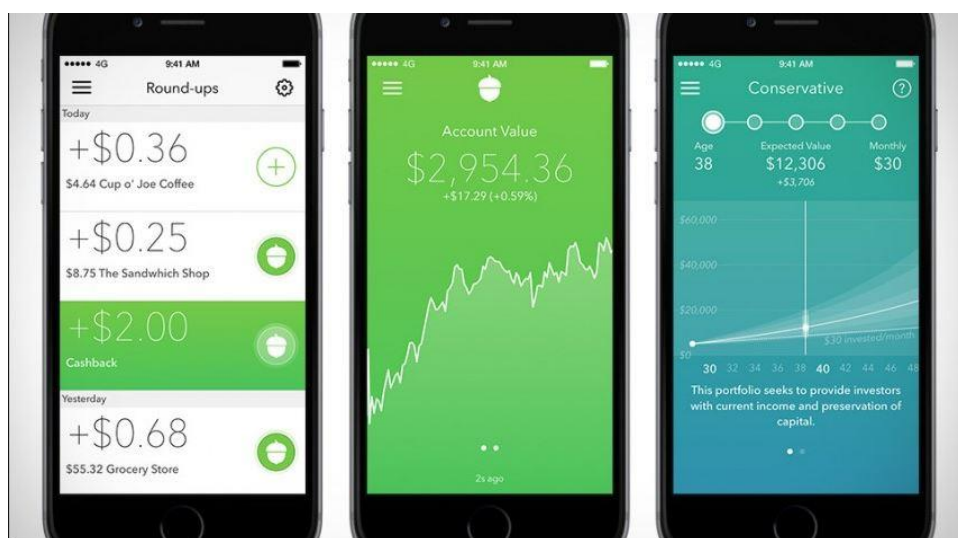 4G 9:41 AM
Round-ups
Today
+$0.36
$4.64 Cup o' Joe Coffee
+$0.25
$8.75 The Sandwhich Shop
+$2.00
Cashback
Yesterday
+$0.68
$55.32 Grocery Store
4G 9:41 AM
Account Value
$2,954.36
+$17.29 (+0.59%)
2s ago
4G 9:41 AM
Conservative ?
Age Expected Value Monthly
38 $12,306 $30
+$3,706
$60,000
$40,000
$20,000
$30 invested/month
$0
30 32 34 36 38 40 42 44 46 48
This portfolio seeks to provide investors
with current income and preservation of
capital.